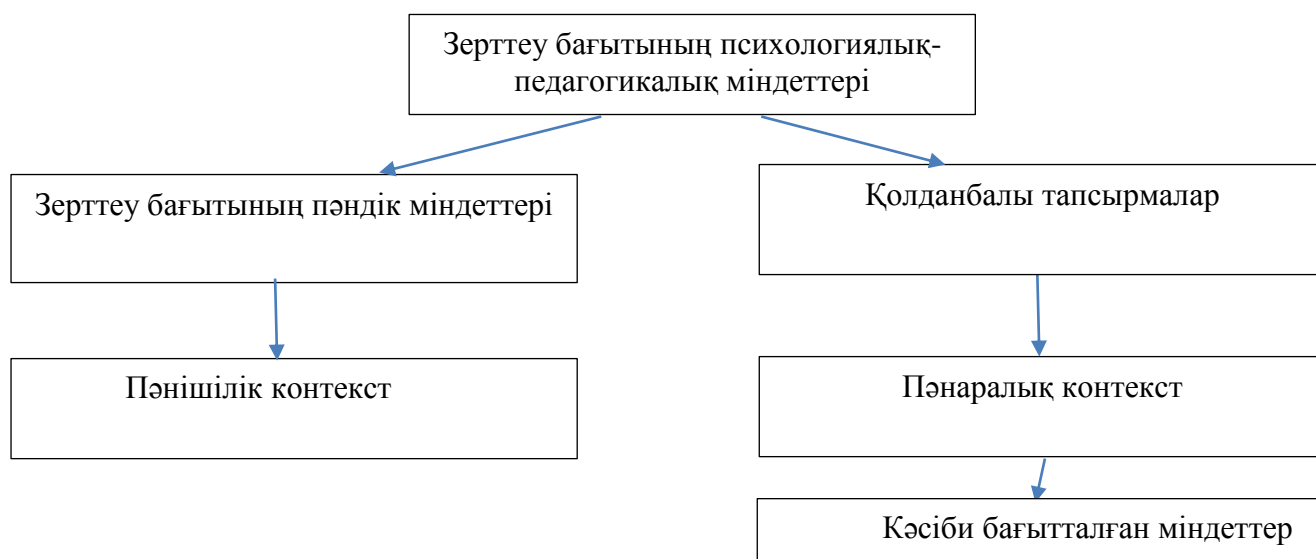 Зерттеу бағытының психологиялық-
педагогикалық міндеттері
Зерттеу бағытының пәндік міндеттері
Қолданбалы тапсырмалар
Пәнішілік контекст
Пәнаралық контекст
Кәсіби бағытталған міндеттер